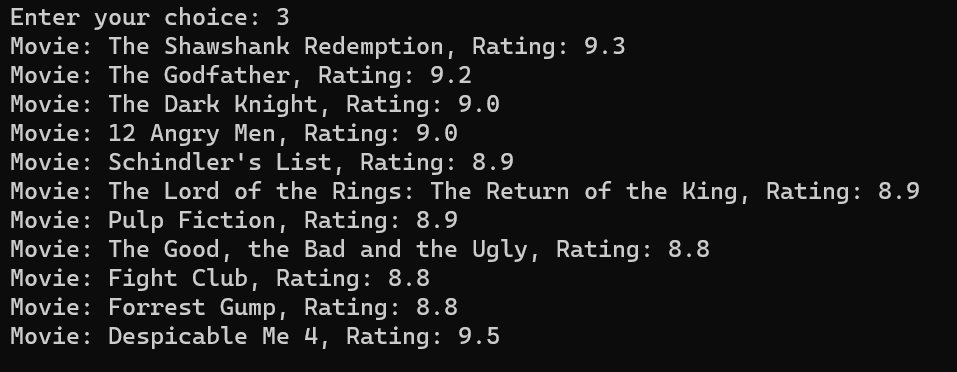 Enter your choice: 3
Movie: The Shawshank Redemption, Rating: 9.3
Movie: The Godfather, Rating: 9.2
Movie: The Dark Knight, Rating: 9.0
Movie: 12 Angry Men, Rating: 9.0
Movie: Schindler's List, Rating: 8.9
Movie: The Lord of the Rings: The Return of the King, Rating: 8.9
Movie: Pulp Fiction, Rating: 8.9
Movie: The Good, the Bad and the Ugly, Rating: 8.8
Movie: Fight Club, Rating: 8.8
Movie: Forrest Gump, Rating: 8.8
Movie: Despicable Me 4, Rating: 9.5